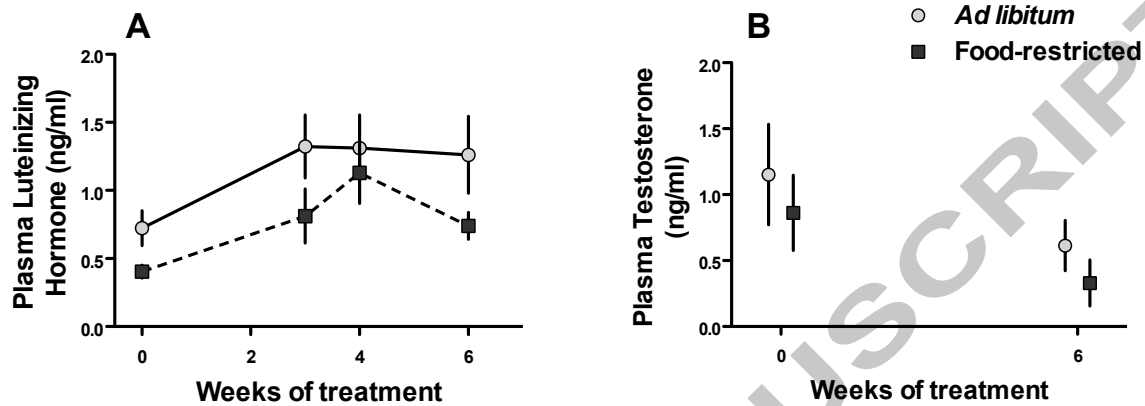 A
Plasma Luteinizing
Hormone (ng/ml)
2.0
1.5
1.0
0.5
0.0
0 2 4 6
Weeks of treatment
B
Ad libitum
Food-restricted
Plasma Testosterone
(ng/ml)
2.0
1.5
1.0
0.5
0.0
0 6
Weeks of treatment
USCRIPT